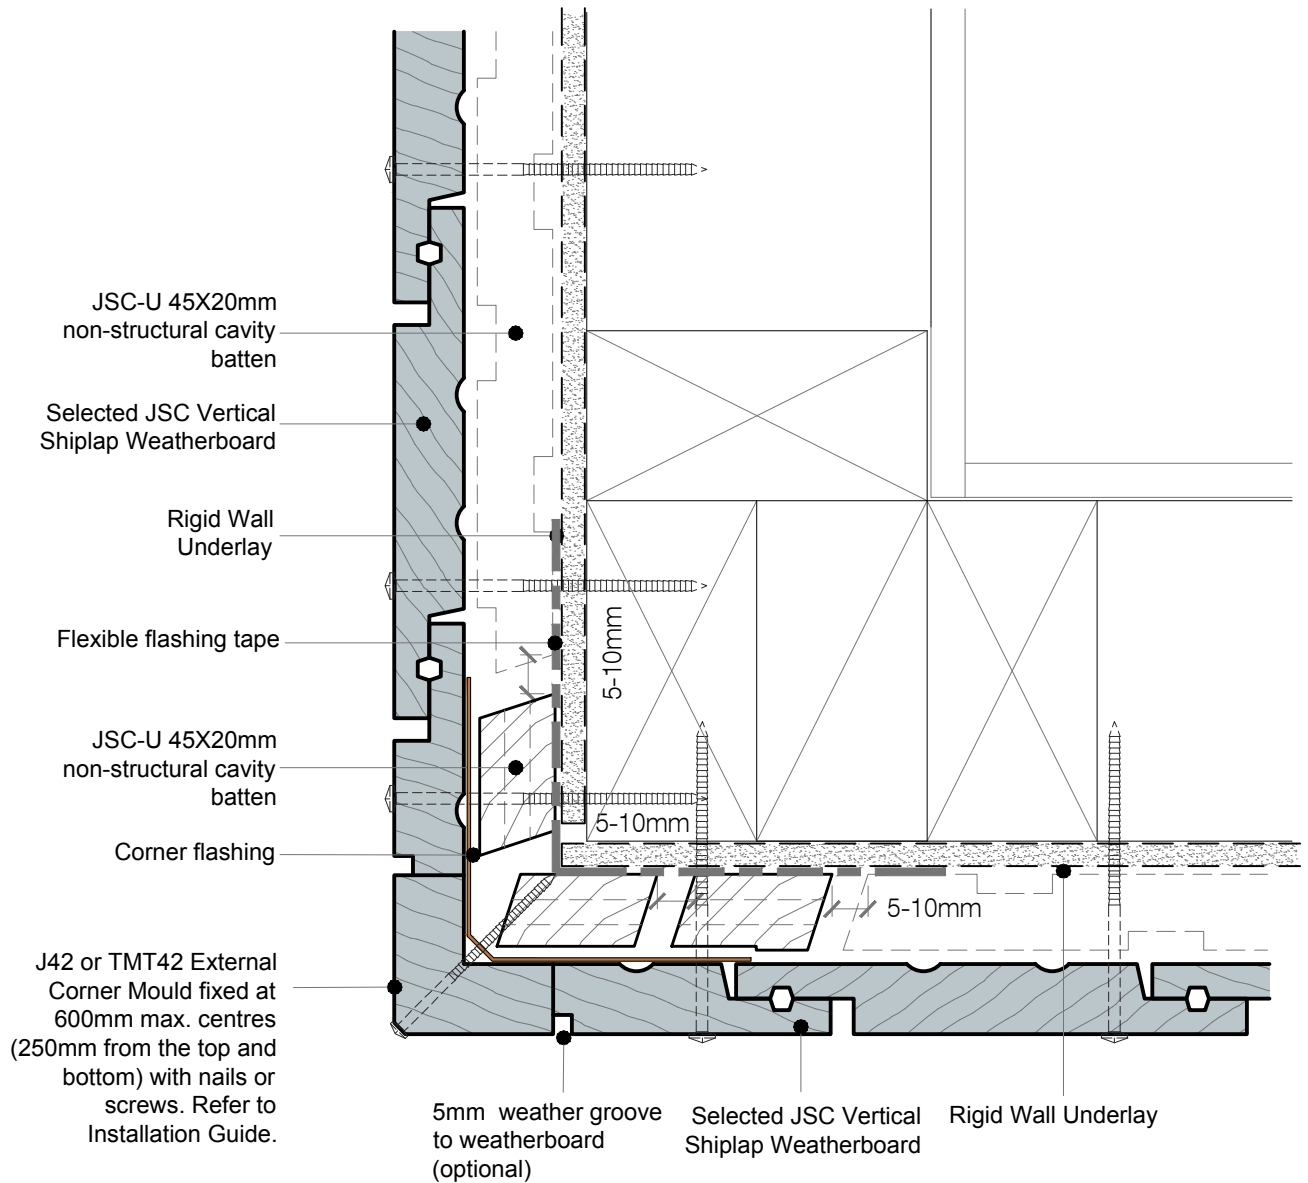 JSC-U 45X20mm
non-structural cavity
batten
Selected JSC Vertical
Shiplap Weatherboard
Rigid Wall
Underlay
Flexible flashing tape
5-10mm
JSC-U 45X20mm
non-structural cavity
batten
5-10mm
Corner flashing
5-10mm
J42 or TMT42 External
Corner Mould fixed at
600mm max. centres
(250mm from the top and
bottom) with nails or
screws. Refer to
Installation Guide.
5mm weather groove
to weatherboard
(optional)
Selected JSC Vertical
Shiplap Weatherboard
Rigid Wall Underlay